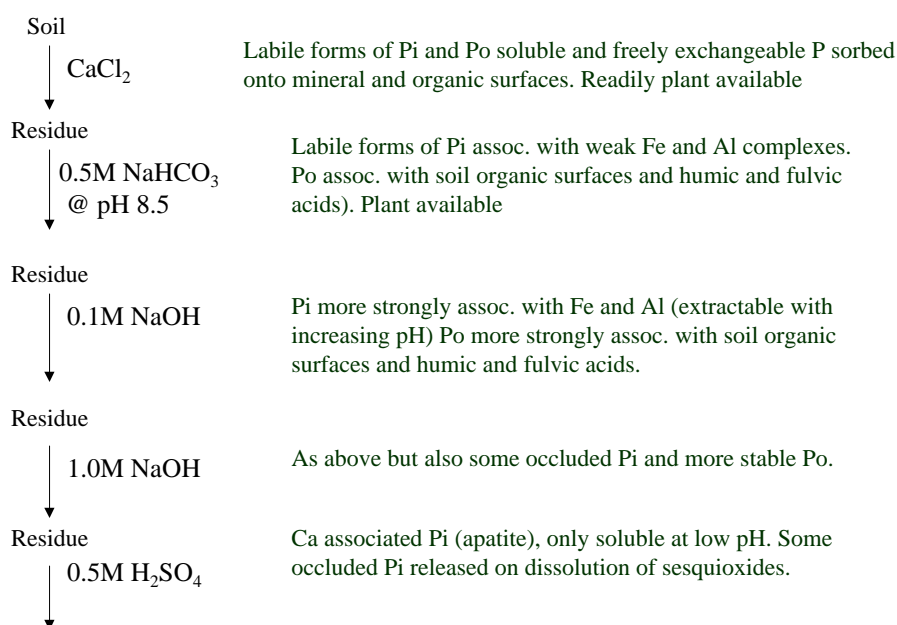 Soil
CaCl₂
Labile forms of Pi and Po soluble and freely exchangeable P sorbed
onto mineral and organic surfaces. Readily plant available
Residue
0.5M NaHCO₃
@ pH 8.5
Labile forms of Pi assoc. with weak Fe and Al complexes.
Po assoc. with soil organic surfaces and humic and fulvic
acids). Plant available
Residue
0.1M NaOH
Pi more strongly assoc. with Fe and Al (extractable with
increasing pH) Po more strongly assoc. with soil organic
surfaces and humic and fulvic acids.
Residue
1.0M NaOH
As above but also some occluded Pi and more stable Po.
Residue
0.5M H₂SO₄
Ca associated Pi (apatite), only soluble at low pH. Some
occluded Pi released on dissolution of sesquioxides.